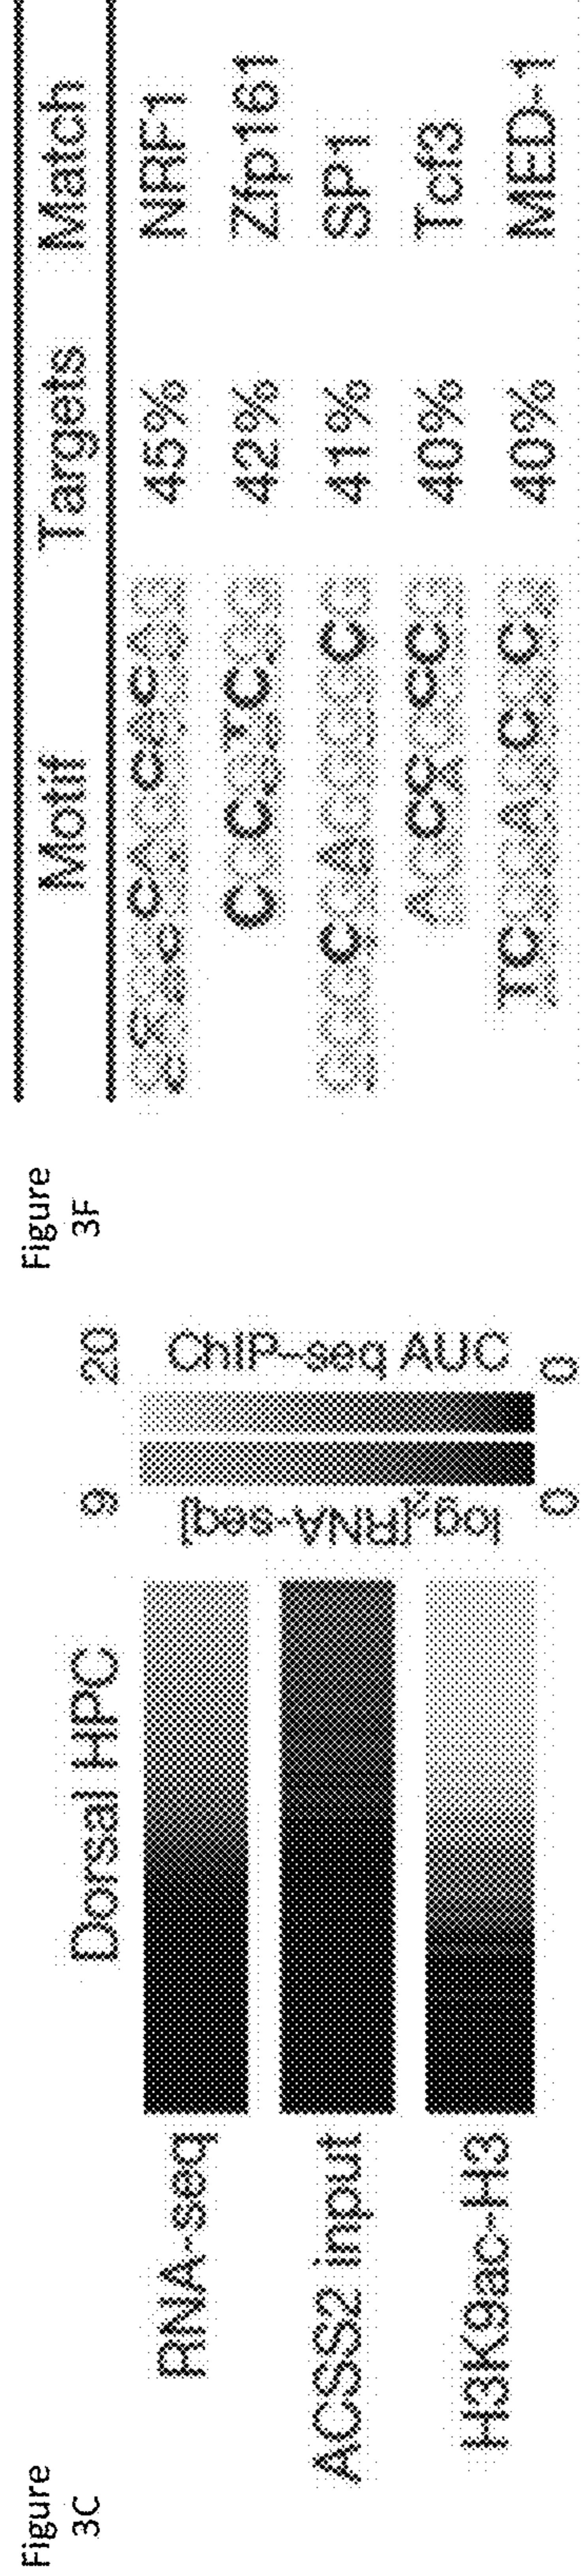 Figure
3C
Dorsal HPC
RNA-seq
ACSS2 input
H3K9ac-H3
9
20
log2[RNA-seq]
ChIP-seq AUC
0
0
Figure
3F
Motif Targets Match
45% NRF1
42% Zfp161
41% SP1
40% Tcf3
40% MED-1